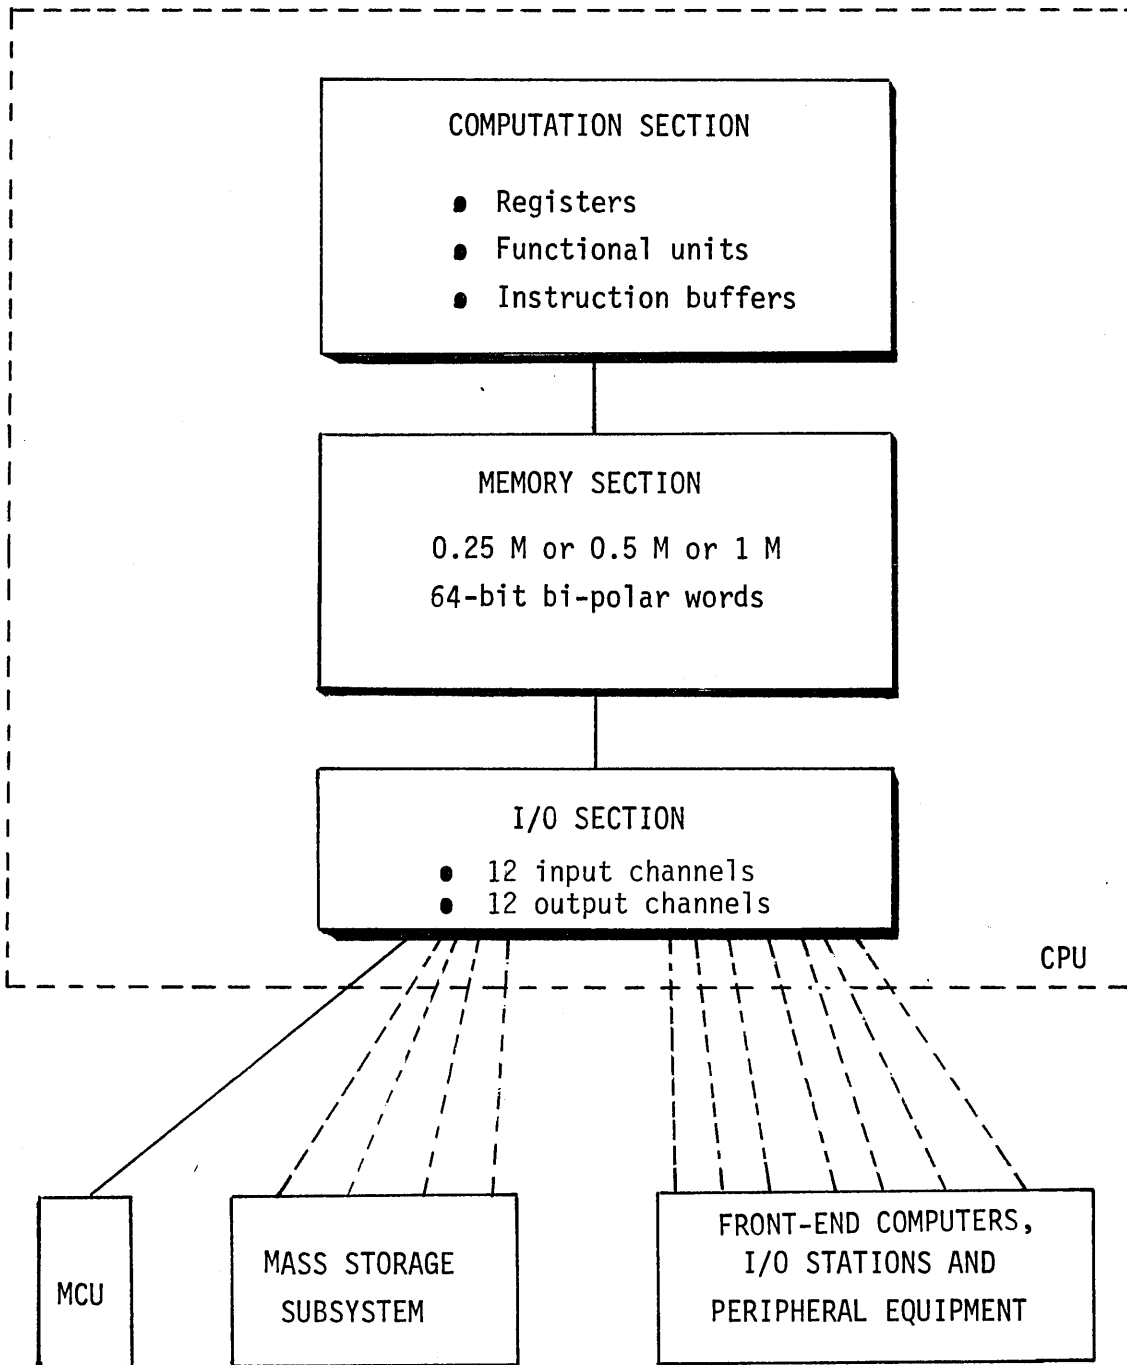 COMPUTATION SECTION
• Registers
• Functional units
• Instruction buffers
MEMORY SECTION
0.25 M or 0.5 M or 1 M
64-bit bi-polar words
I/O SECTION
• 12 input channels
• 12 output channels
CPU
MCU
MASS STORAGE
SUBSYSTEM
FRONT-END COMPUTERS,
I/O STATIONS AND
PERIPHERAL EQUIPMENT